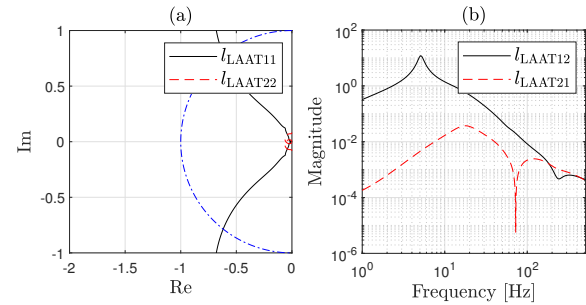 (a)
1
0.5
0
-0.5
-1
Im
-2
-1.5
-1
-0.5
0
Re
l_LAAT11
l_LAAT22
(b)
10^2
10^0
10^-2
10^-4
10^-6
Magnitude
10^0
10^1
10^2
Frequency [Hz]
l_LAAT12
l_LAAT21